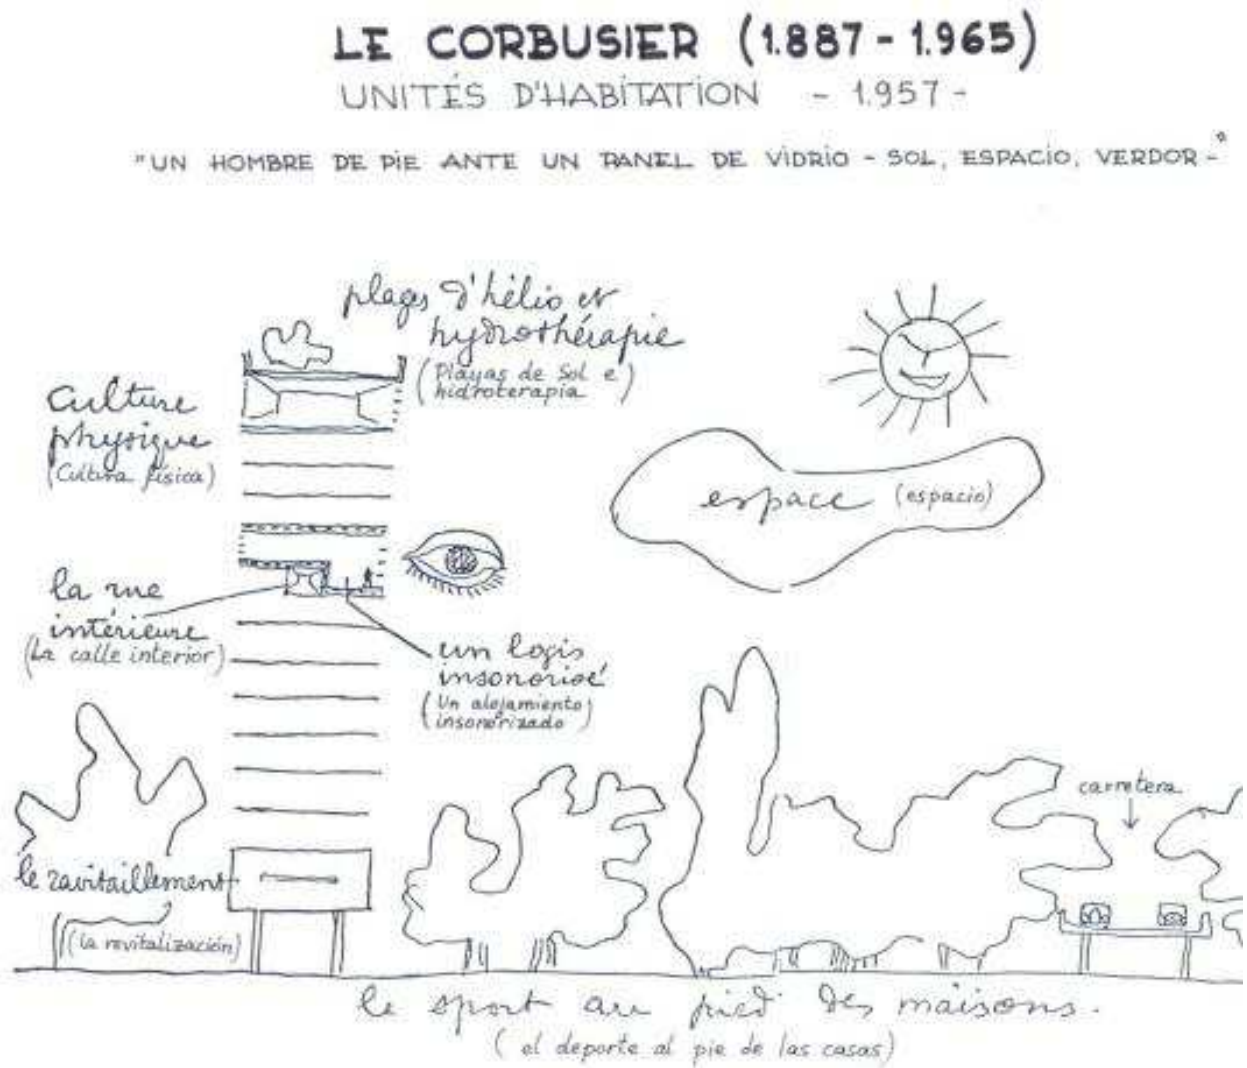 LE CORBUSIER (1.887 - 1.965)
UNITÉS D'HABITATION - 1.957 -
"UN HOMBRE DE PIE ANTE UN PANEL DE VIDRIO - SOL, ESPACIO, VERDOR -"
plages d'hélio et
hydrothérapie
(Playas de Sol e
hidroterapia)
Culture
physique
(Cultura física)
espace (espacio)
la rue
intérieure
(La calle interior)
un logis
insonorisé
(Un alojamiento
insonorizado)
carretera
le ravitaillement
(la revitalización)
le sport au pied des maisons.
(el deporte al pie de las casas)